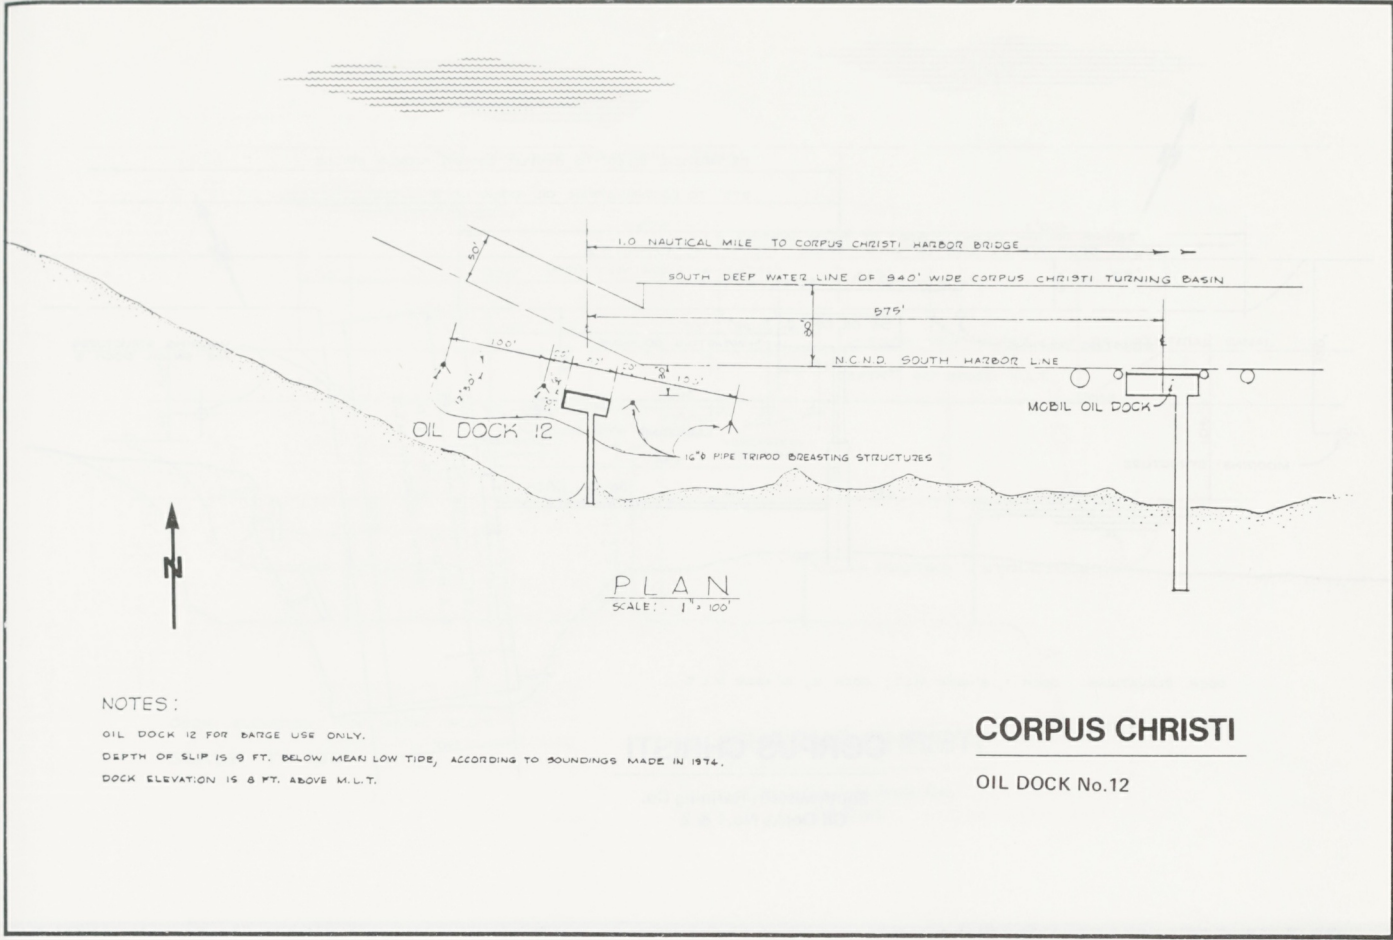 1.0 NAUTICAL MILE TO CORPUS CHRISTI HARBOR BRIDGE
50'
SOUTH DEEP WATER LINE OF 940' WIDE CORPUS CHRISTI TURNING BASIN
575'
N.C.N.D. SOUTH HARBOR LINE
100'
100'
12°30'
MOBIL OIL DOCK
OIL DOCK 12
16"Φ PIPE TRIPOD BREASTING STRUCTURES
N
PLAN
SCALE: 1" = 100'
NOTES:
OIL DOCK 12 FOR BARGE USE ONLY.
DEPTH OF SLIP IS 9 FT. BELOW MEAN LOW TIDE, ACCORDING TO SOUNDINGS MADE IN 1974.
DOCK ELEVATION IS 8 FT. ABOVE M.L.T.
CORPUS CHRISTI
OIL DOCK No.12